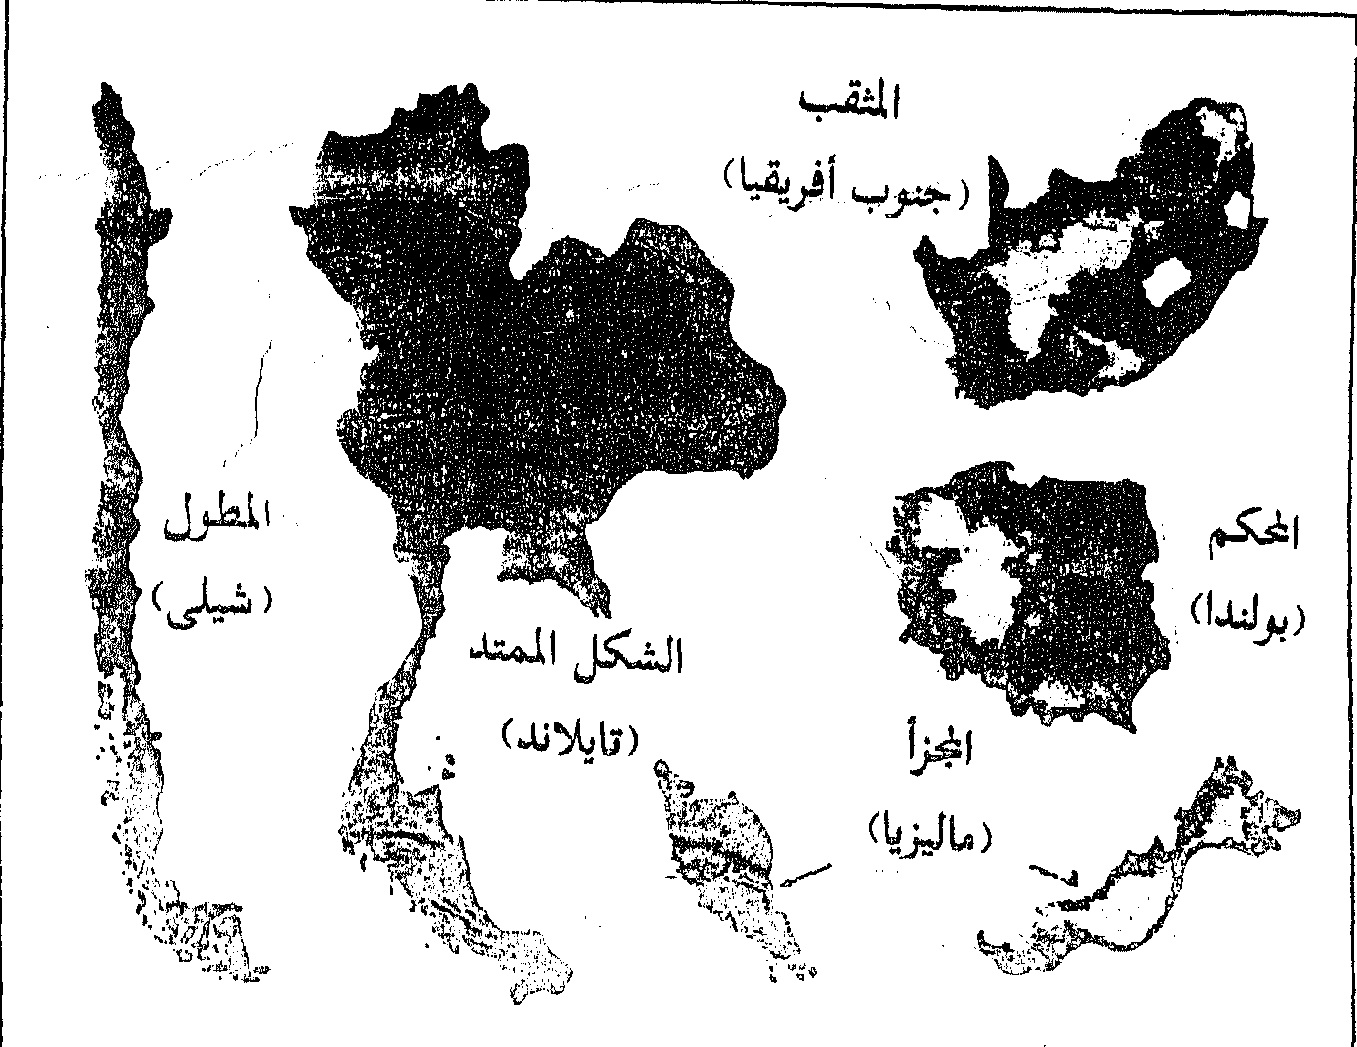 المثقب
(جنوب أفريقيا)
المطول
(شيلى)
المحكم
(بولندا)
الشكل الممتد
(تايلاند)
المجزأ
(ماليزيا)